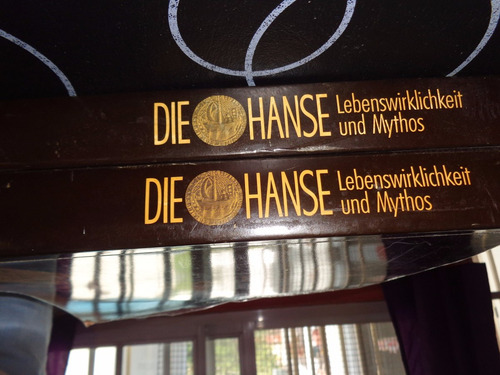 DIE HANSE Lebenswirklichkeit
und Mythos
DIE HANSE Lebenswirklichkeit
und Mythos